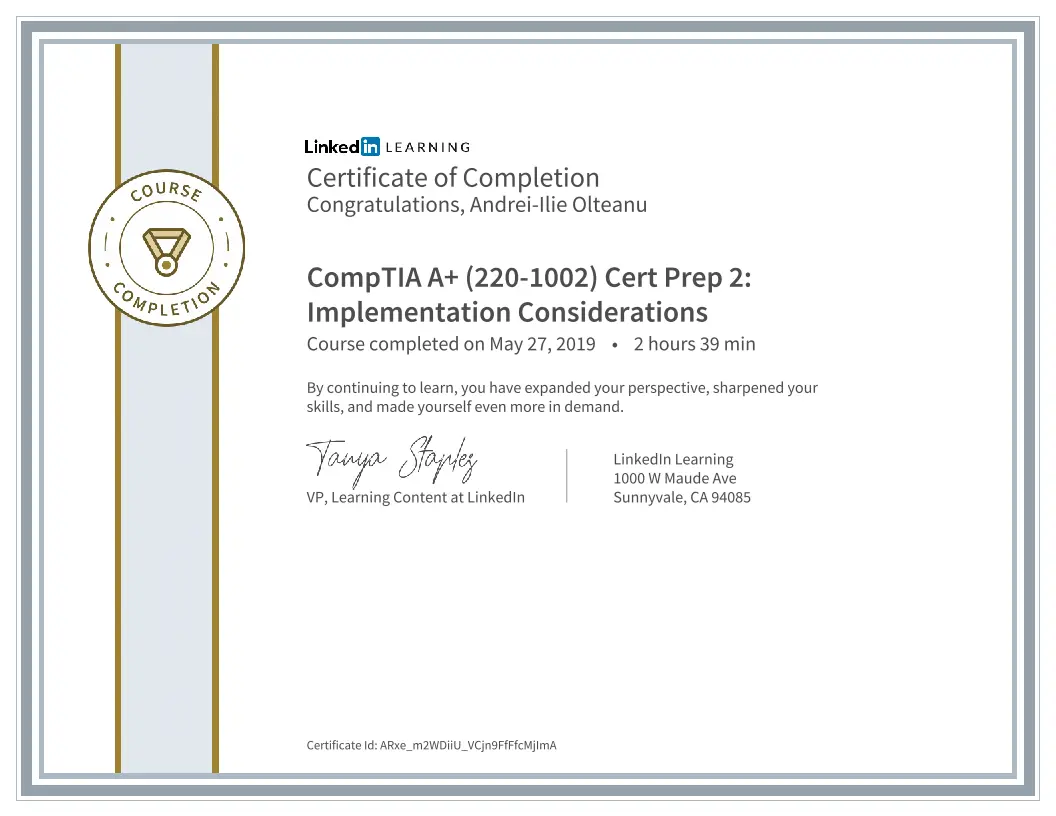 Linkedin LEARNING
Certificate of Completion
Congratulations, Andrei-Ilie Olteanu
COURSE
COMPLETION
CompTIA A+ (220-1002) Cert Prep 2:
Implementation Considerations
Course completed on May 27, 2019 • 2 hours 39 min
By continuing to learn, you have expanded your perspective, sharpened your
skills, and made yourself even more in demand.
Tanya Staples
VP, Learning Content at LinkedIn
LinkedIn Learning
1000 W Maude Ave
Sunnyvale, CA 94085
Certificate Id: ARxe_m2WDiiU_VCjn9FfFfcMjImA